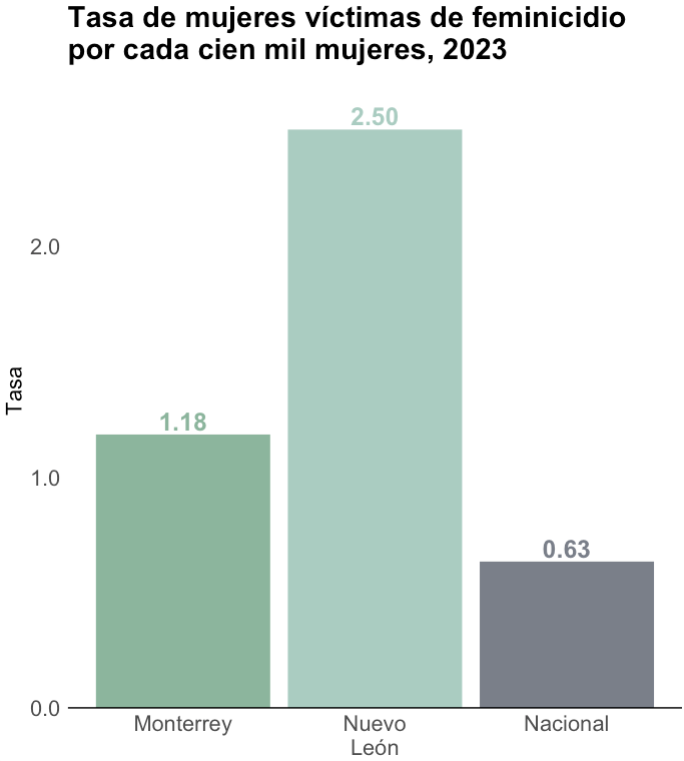 Tasa de mujeres víctimas de feminicidio
por cada cien mil mujeres, 2023
2.50
2.0
Tasa
1.18
1.0
0.63
0.0
Monterrey
Nuevo
León
Nacional